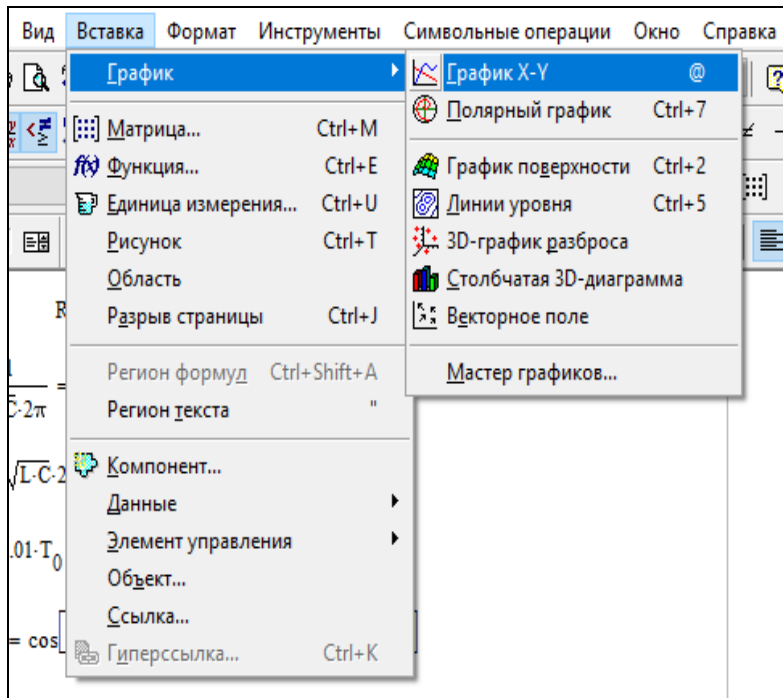 Вид Вставка Формат Инструменты Символьные операции Окно Справка
График
Матрица... Ctrl+M
Функция... Ctrl+E
Единица измерения... Ctrl+U
Рисунок Ctrl+T
Область
Разрыв страницы Ctrl+J
Регион формул Ctrl+Shift+A
Регион текста "
Компонент...
Данные
Элемент управления
Объект...
Ссылка...
Гиперссылка... Ctrl+K
График X-Y @
Полярный график Ctrl+7
График поверхности Ctrl+2
Линии уровня Ctrl+5
3D-график разброса
Столбчатая 3D-диаграмма
Векторное поле
Мастер графиков...
R
1
C·2π =
√L·C·2
.01·T0
= cos